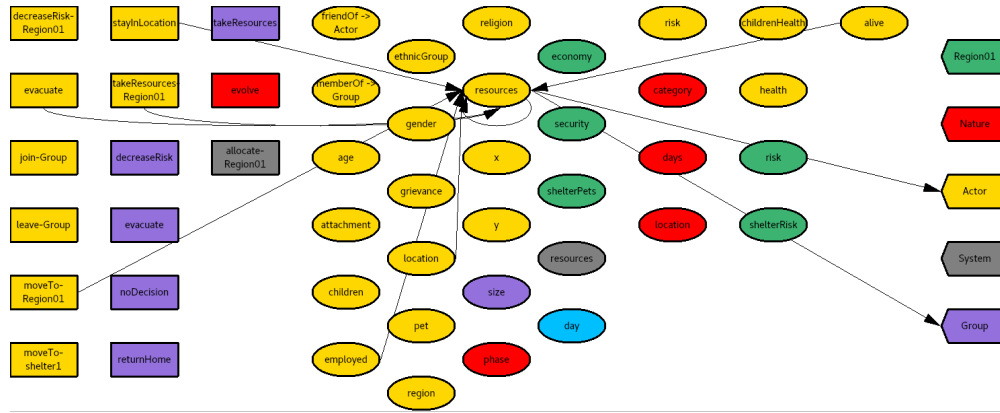 decreaseRisk-
Region01
stayInLocation
takeResources
friendOf ->
Actor
religion
risk
childrenHealth
alive
ethnicGroup
economy
Region01
evacuate
takeResources-
Region01
evolve
memberOf ->
Group
resources
category
health
gender
security
Nature
join-Group
decreaseRisk
allocate-
Region01
age
x
days
risk
grievance
shelterPets
Actor
leave-Group
evacuate
attachment
y
location
shelterRisk
location
resources
System
moveTo-
Region01
noDecision
children
size
pet
day
Group
moveTo-
shelter1
returnHome
employed
phase
region